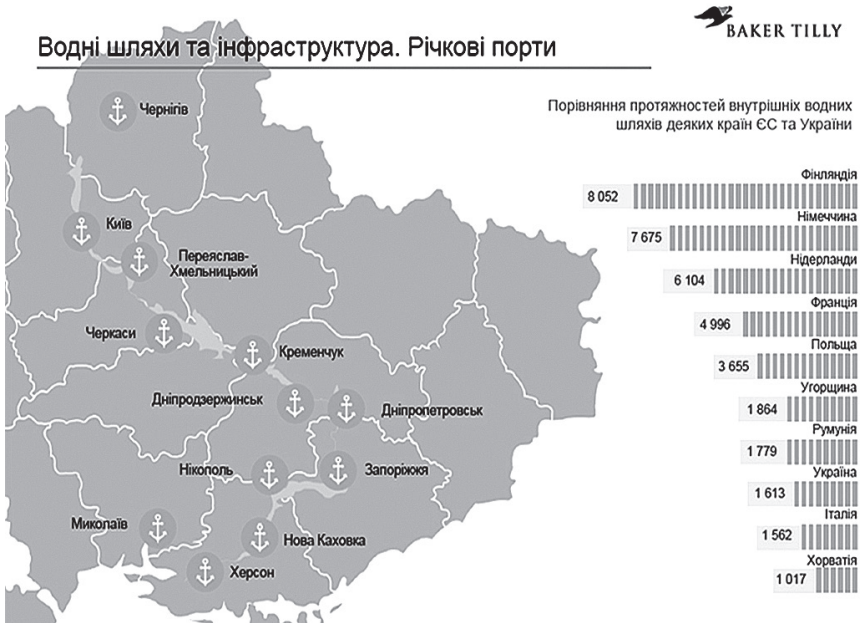 BAKER TILLY
Водні шляхи та інфраструктура. Річкові порти
Порівняння протяжностей внутрішніх водних
шляхів деяких країн ЄС та України
Чернігів
Київ
Переяслав-
Хмельницький
Черкаси
Кременчук
Дніпродзержинськ
Дніпропетровськ
Нікополь
Запоріжжя
Миколаїв
Нова Каховка
Херсон
Фінляндія
8 052
Німеччина
7 675
Нідерланди
6 104
Франція
4 996
Польща
3 655
Угорщина
1 864
Румунія
1 779
Україна
1 613
Італія
1 562
Хорватія
1 017